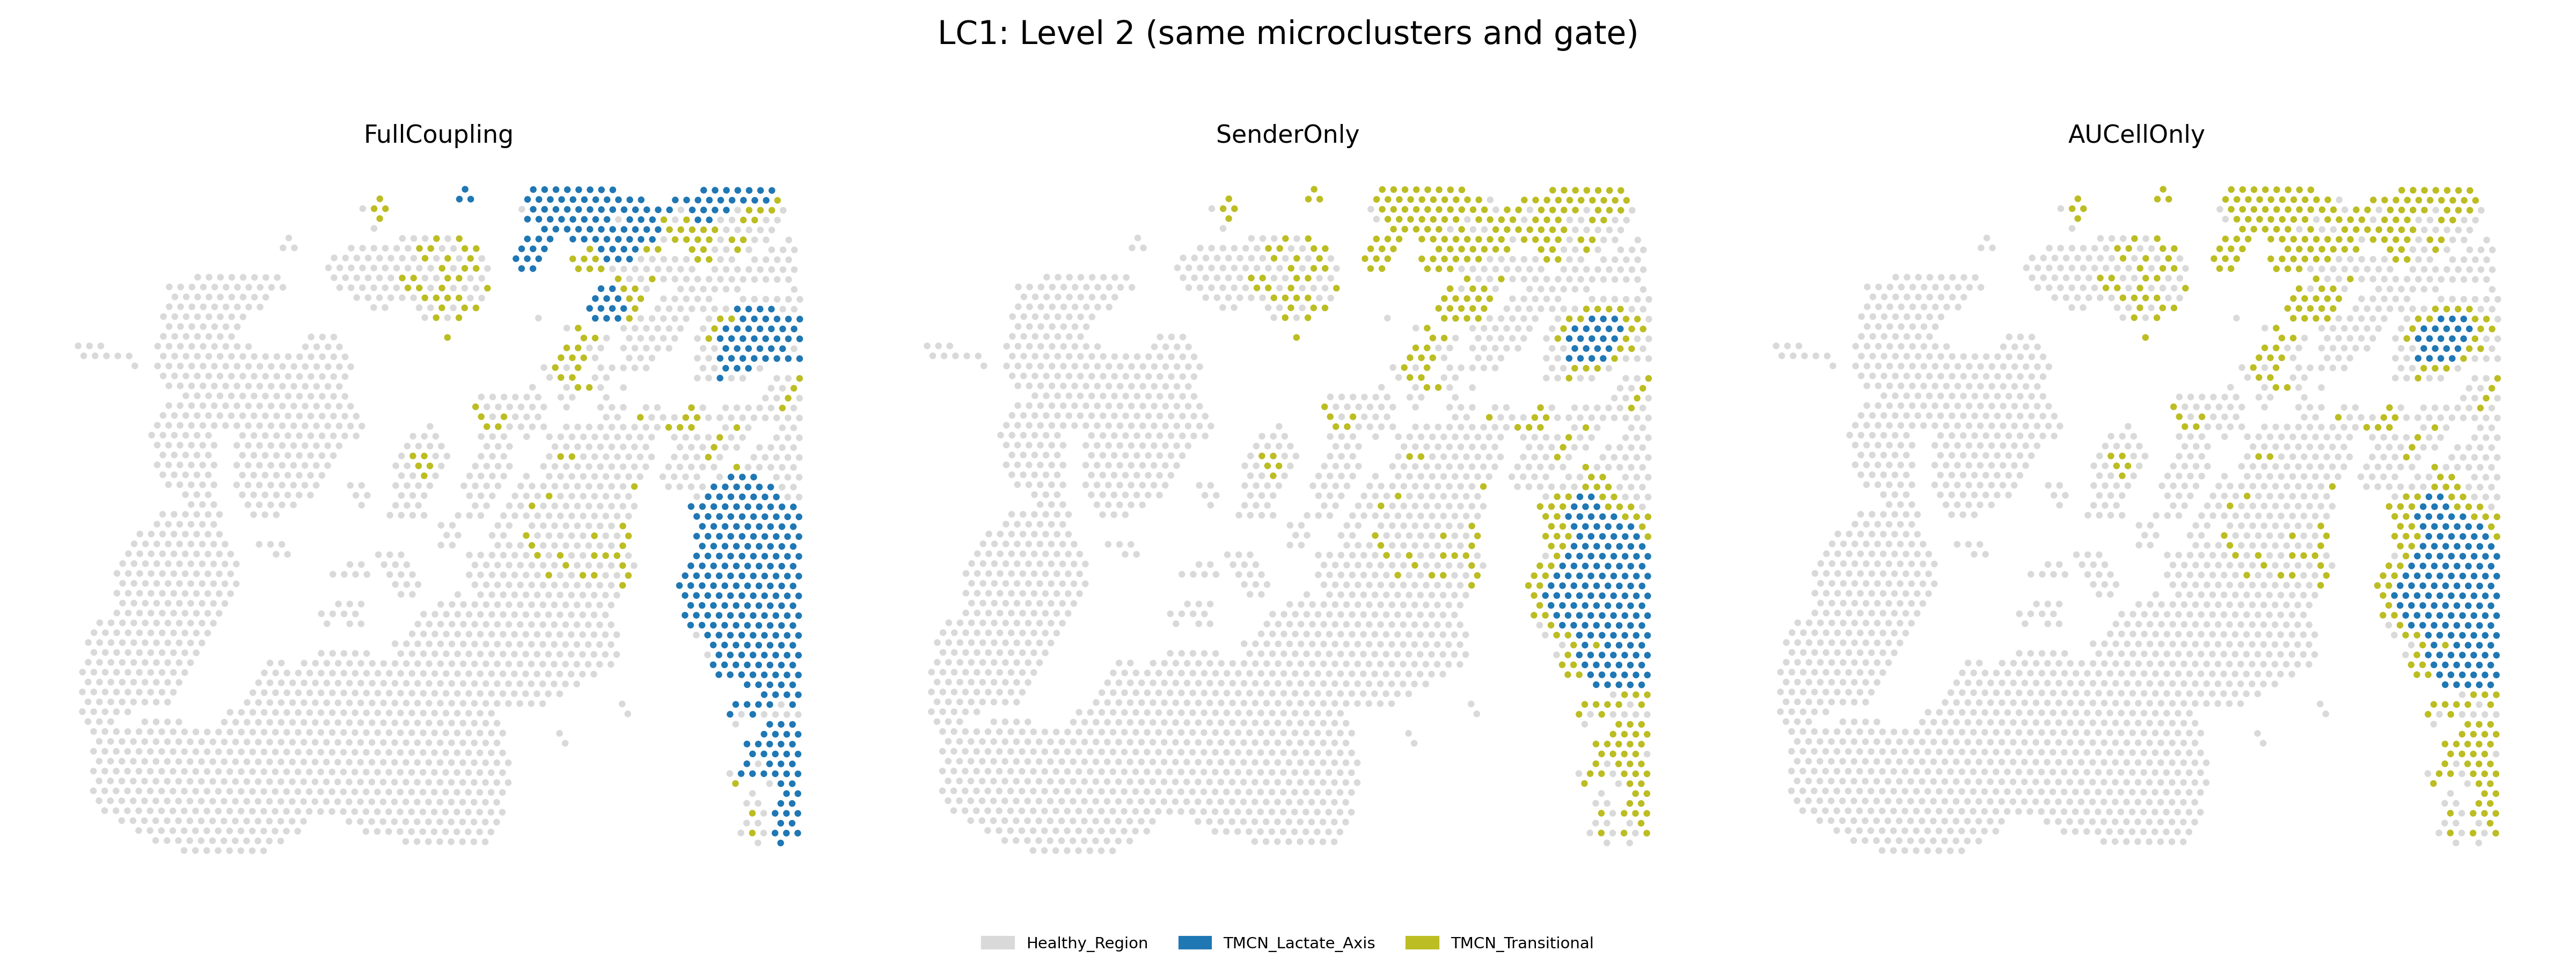 LC1: Level 2 (same microclusters and gate)
FullCoupling
SenderOnly
AUCellOnly
Healthy_Region
TMCN_Lactate_Axis
TMCN_Transitional